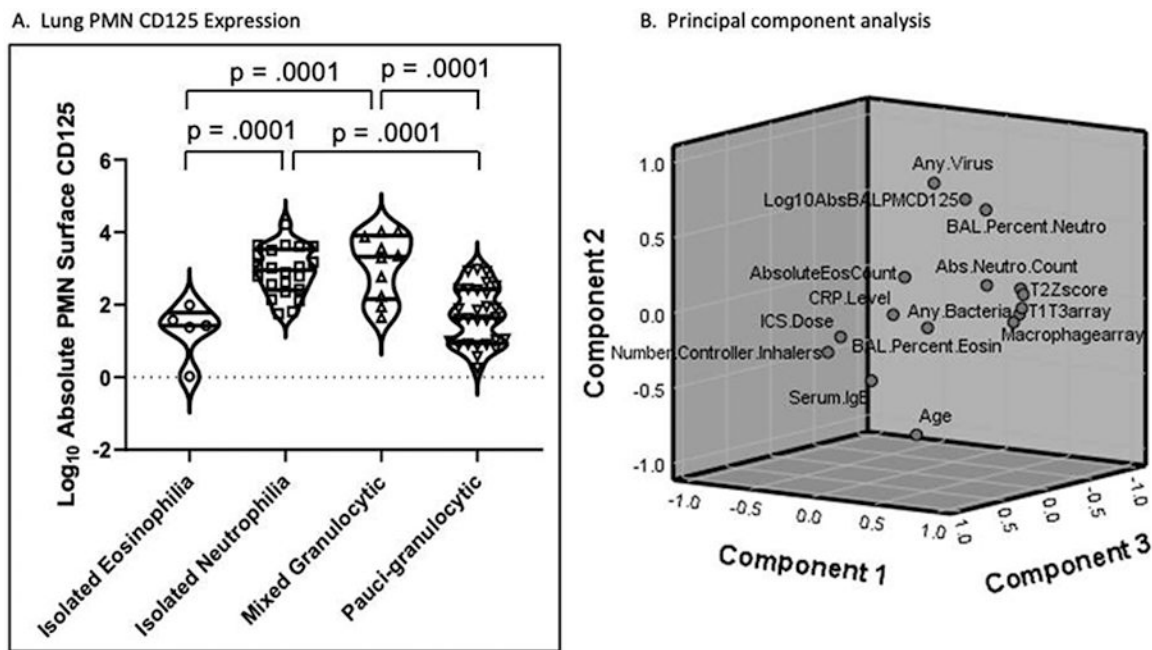 A. Lung PMN CD125 Expression
p = .0001
p = .0001
p = .0001
p = .0001
Log10 Absolute PMN Surface CD125
6
4
2
0
-2
Isolated Eosinophilia
Isolated Neutrophilia
Mixed Granulocytic
Pauci-granulocytic
B. Principal component analysis
Component 2
1.0
0.5
0.0
-0.5
-1.0
Any.Virus
Log10AbsBALPMCD125
BAL.Percent.Neutro
AbsoluteEosCount
Abs.Neutro.Count
CRP.Level
T2Zscore
Any.Bacteria
T1T3array
ICS.Dose
Macrophagearray
BAL.Percent.Eosin
Number.Controller.Inhalers
Serum.IgE
Age
-1.0
-0.5
0.0
0.5
1.0
Component 1
1.0
0.5
0.0
-0.5
-1.0
Component 3